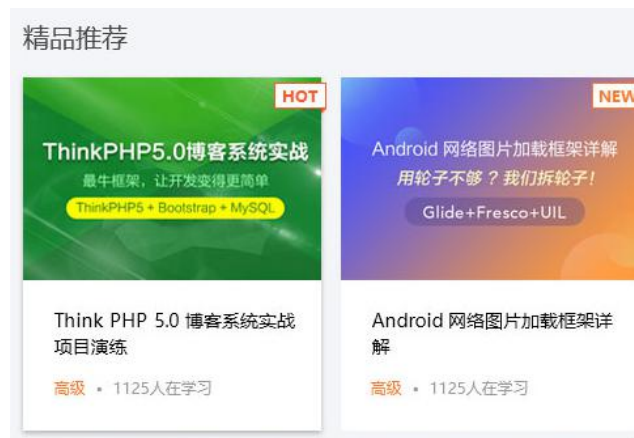 精品推荐
HOT
ThinkPHP5.0博客系统实战
最牛框架，让开发变得更简单
ThinkPHP5 + Bootstrap + MySQL
Think PHP 5.0 博客系统实战
项目演练
高级 • 1125人在学习
NEW
Android 网络图片加载框架详解
用轮子不够？我们拆轮子！
Glide+Fresco+UIL
Android 网络图片加载框架详
解
高级 • 1125人在学习